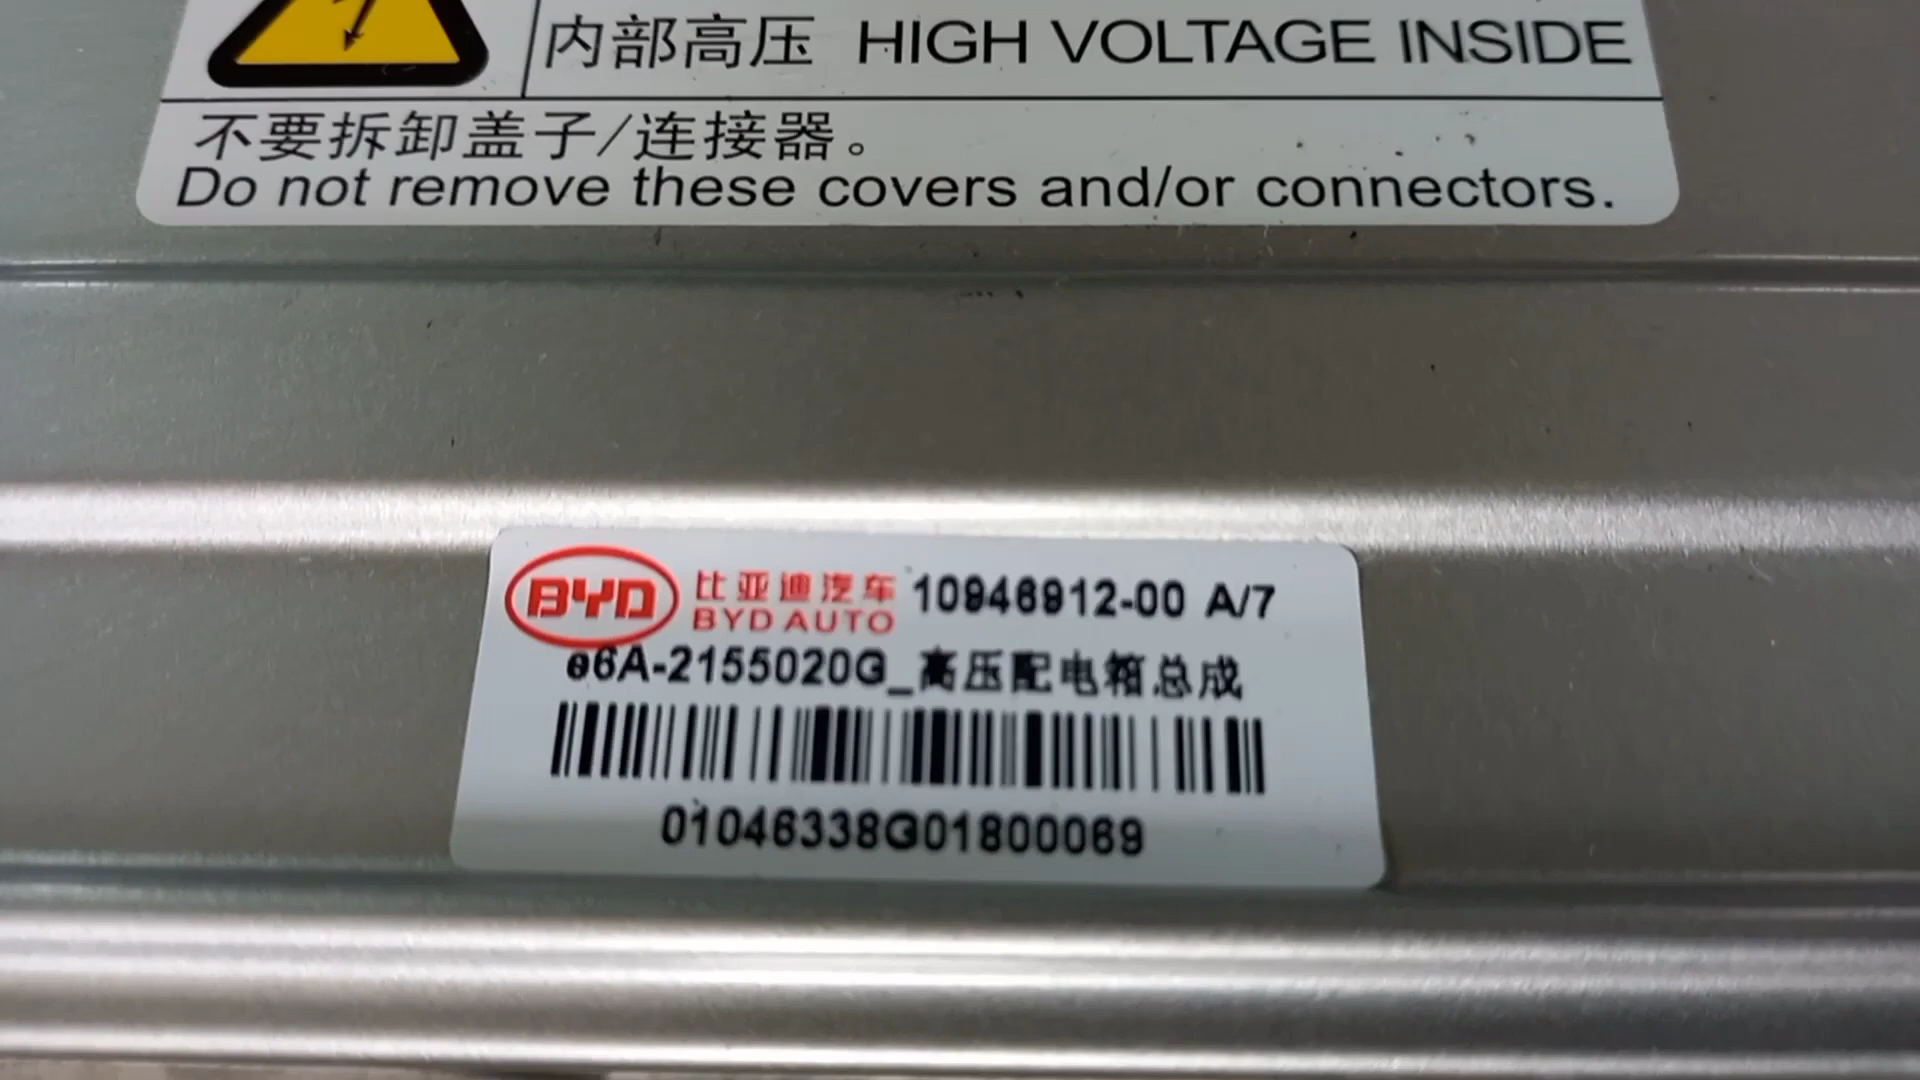 内部高压 HIGH VOLTAGE INSIDE
不要拆卸盖子/连接器。
Do not remove these covers and/or connectors.
BYD 比亚迪汽车 BYD AUTO 10946912-00 A/7
e6A-2155020G_高压配电箱总成
01046338G01800069